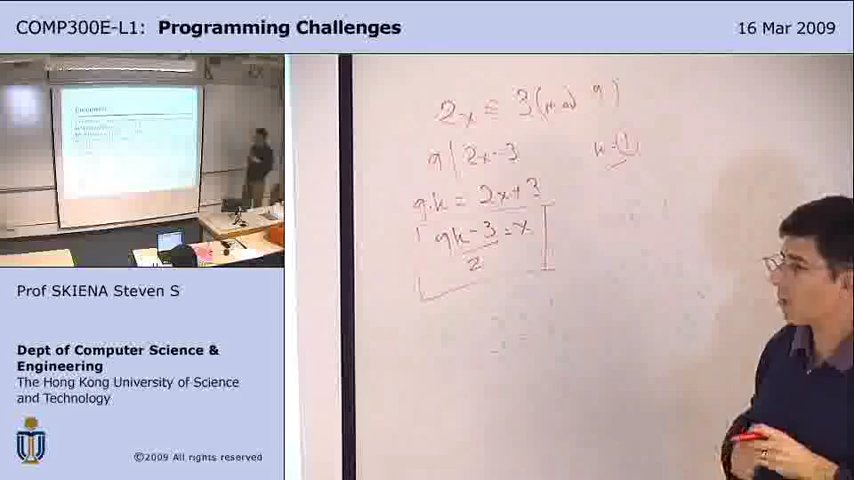 COMP300E-L1: Programming Challenges
16 Mar 2009
2x ≡ 3 (mod 9)
9 | 2x-3
k=1
9.k = 2x+3
9k-3 = x
2
Prof SKIENA Steven S
Dept of Computer Science &
Engineering
The Hong Kong University of Science
and Technology
©2009 All rights reserved